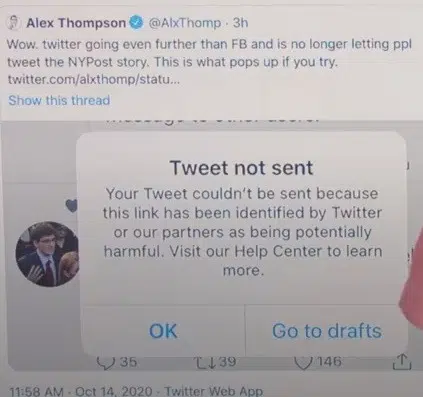 Alex Thompson @AlxThomp · 3h
Wow. twitter going even further than FB and is no longer letting ppl
tweet the NYPost story. This is what pops up if you try.
twitter.com/alxthomp/statu...
Show this thread
message to other users.
Tweet not sent
Your Tweet couldn't be sent because
this link has been identified by Twitter
or our partners as being potentially
harmful. Visit our Help Center to learn
more.
OK
Go to drafts
35 39 146
11:58 AM · Oct 14, 2020 · Twitter Web App